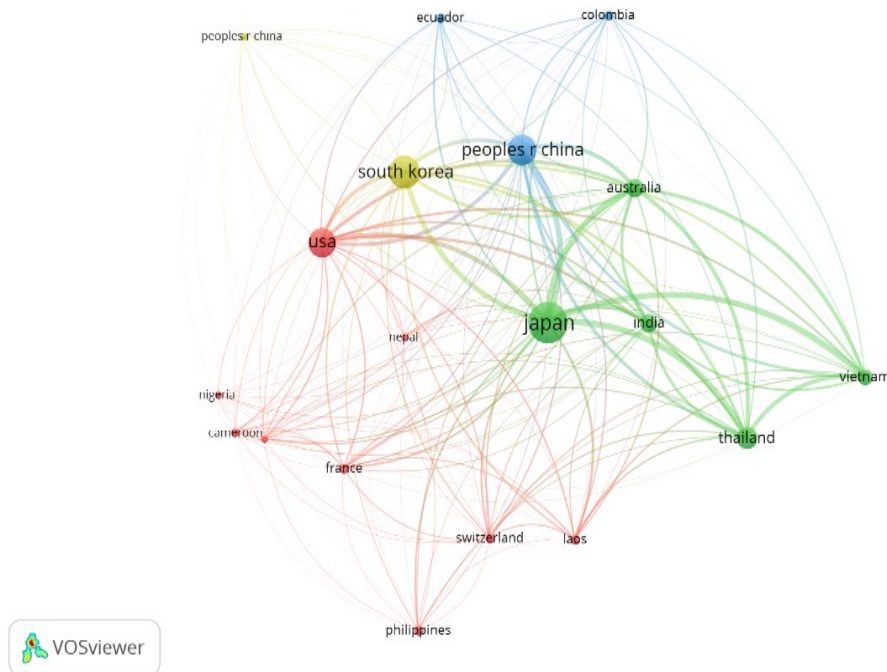 ecuador
colombia
peoples r china
peoples r china
south korea
australia
usa
japan
india
nepal
vietnam
nigeria
cameroon
thailand
france
switzerland
laos
philippines
VOSviewer